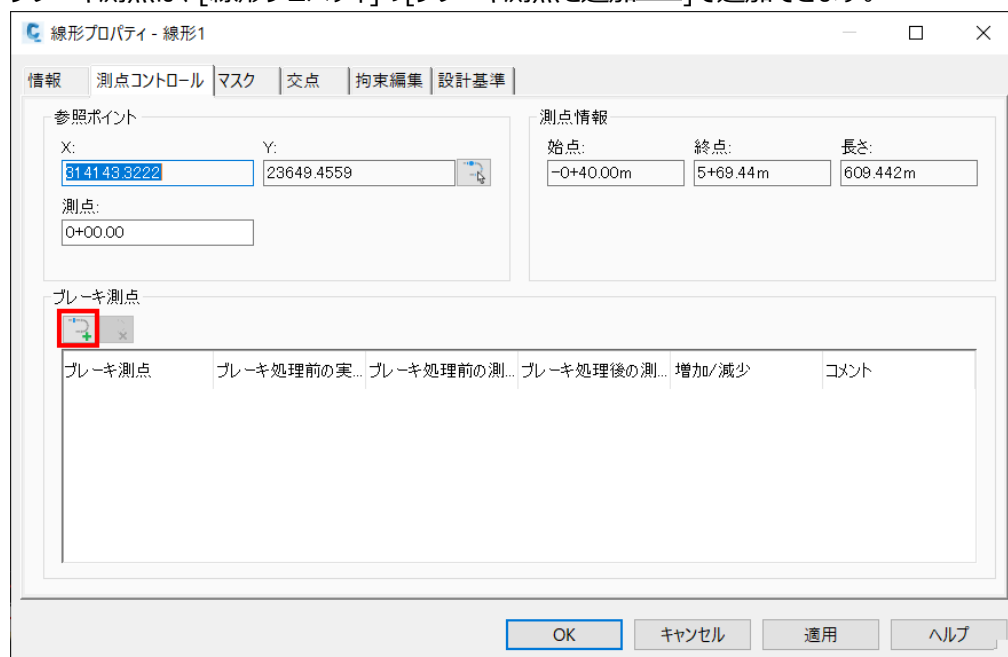 線形プロパティ - 線形1
情報 測点コントロール マスク 交点 拘束編集 設計基準
参照ポイント 測点情報
X: Y: 始点: 終点: 長さ:
314143.3222 23649.4559 -0+40.00m 5+69.44m 609.442m
測点:
0+00.00
ブレーキ測点
ブレーキ測点 ブレーキ処理前の実... ブレーキ処理前の測... ブレーキ処理後の測... 増加/減少 コメント
OK キャンセル 適用 ヘルプ